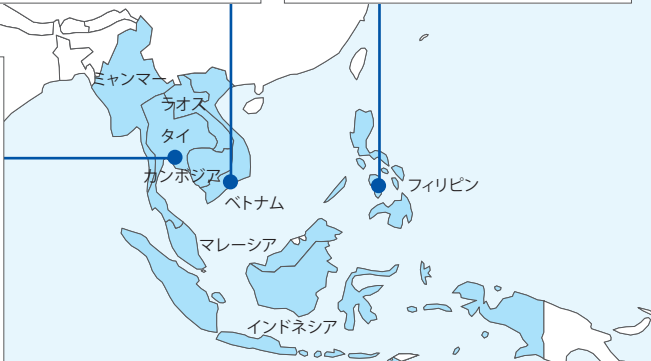 ミャンマー
ラオス
タイ
カンボジア
ベトナム
フィリピン
マレーシア
インドネシア